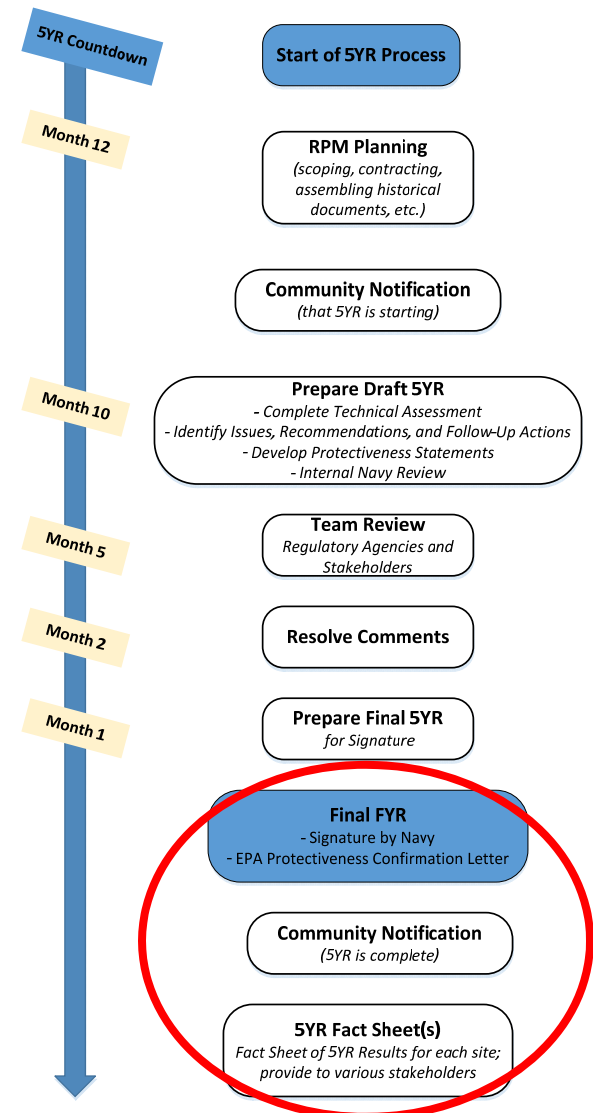 5YR Countdown
Start of 5YR Process
Month 12
RPM Planning
(scoping, contracting,
assembling historical
documents, etc.)
Community Notification
(that 5YR is starting)
Month 10
Prepare Draft 5YR
- Complete Technical Assessment
- Identify Issues, Recommendations, and Follow-Up Actions
- Develop Protectiveness Statements
- Internal Navy Review
Month 5
Team Review
Regulatory Agencies and
Stakeholders
Month 2
Resolve Comments
Month 1
Prepare Final 5YR
for Signature
Final FYR
- Signature by Navy
- EPA Protectiveness Confirmation Letter
Community Notification
(5YR is complete)
5YR Fact Sheet(s)
Fact Sheet of 5YR Results for each site;
provide to various stakeholders